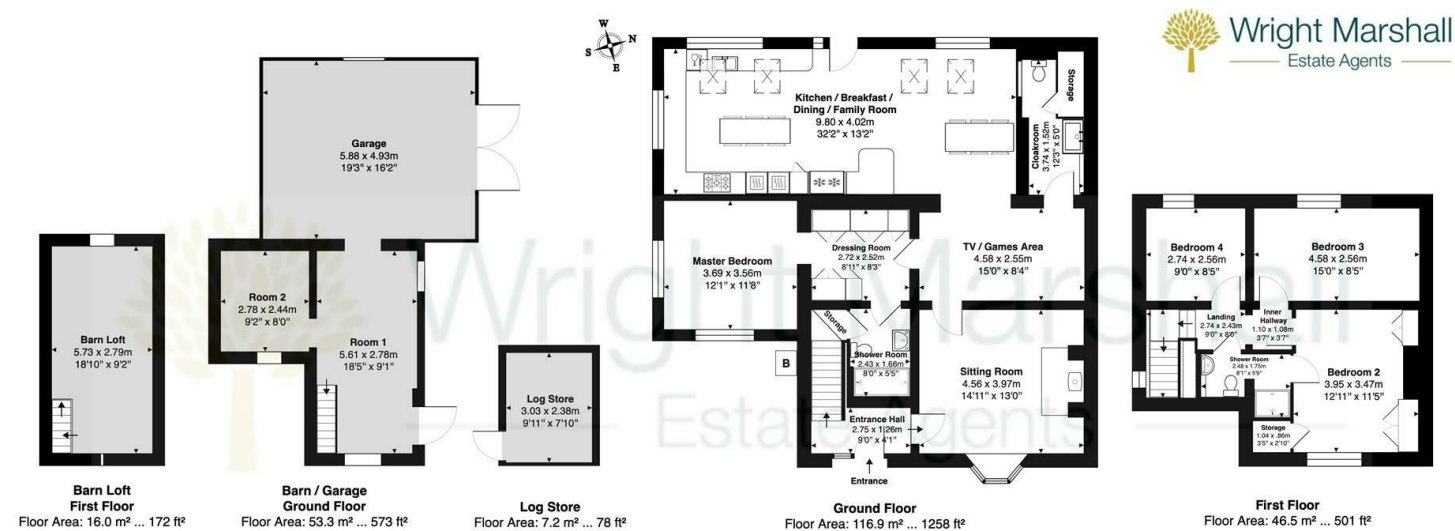 Wright Marshall
Estate Agents
W
N
S
E
Garage
5.88 x 4.93m
19'3" x 16'2"
Barn Loft
5.73 x 2.79m
18'10" x 9'2"
Room 2
2.78 x 2.44m
9'2" x 8'0"
Room 1
5.61 x 2.78m
18'5" x 9'1"
Log Store
3.03 x 2.38m
9'11" x 7'10"
Kitchen / Breakfast /
Dining / Family Room
9.80 x 4.02m
32'2" x 13'2"
Storage
Cloakroom
3.74 x 1.52m
12'3" x 5'0"
Master Bedroom
3.69 x 3.56m
12'1" x 11'8"
Dressing Room
2.72 x 2.52m
8'11" x 8'3"
TV / Games Area
4.58 x 2.55m
15'0" x 8'4"
Storage
B
Shower Room
2.43 x 1.66m
8'0" x 5'5"
Sitting Room
4.56 x 3.97m
14'11" x 13'0"
Entrance Hall
2.75 x 1.26m
9'0" x 4'1"
Entrance
Bedroom 4
2.74 x 2.56m
9'0" x 8'5"
Bedroom 3
4.58 x 2.56m
15'0" x 8'5"
Landing
2.74 x 2.43m
9'0" x 8'0"
Inner
Hallway
1.10 x 1.08m
3'7" x 3'7"
Shower Room
2.48 x 1.75m
8'1" x 5'9"
Bedroom 2
3.95 x 3.47m
12'11" x 11'5"
Storage
1.04 x .86m
3'5" x 2'10"
Wright Marshall
Estate Agents
Barn Loft
First Floor
Floor Area: 16.0 m² ... 172 ft²
Barn / Garage
Ground Floor
Floor Area: 53.3 m² ... 573 ft²
Log Store
Floor Area: 7.2 m² ... 78 ft²
Ground Floor
Floor Area: 116.9 m² ... 1258 ft²
First Floor
Floor Area: 46.5 m² ... 501 ft²